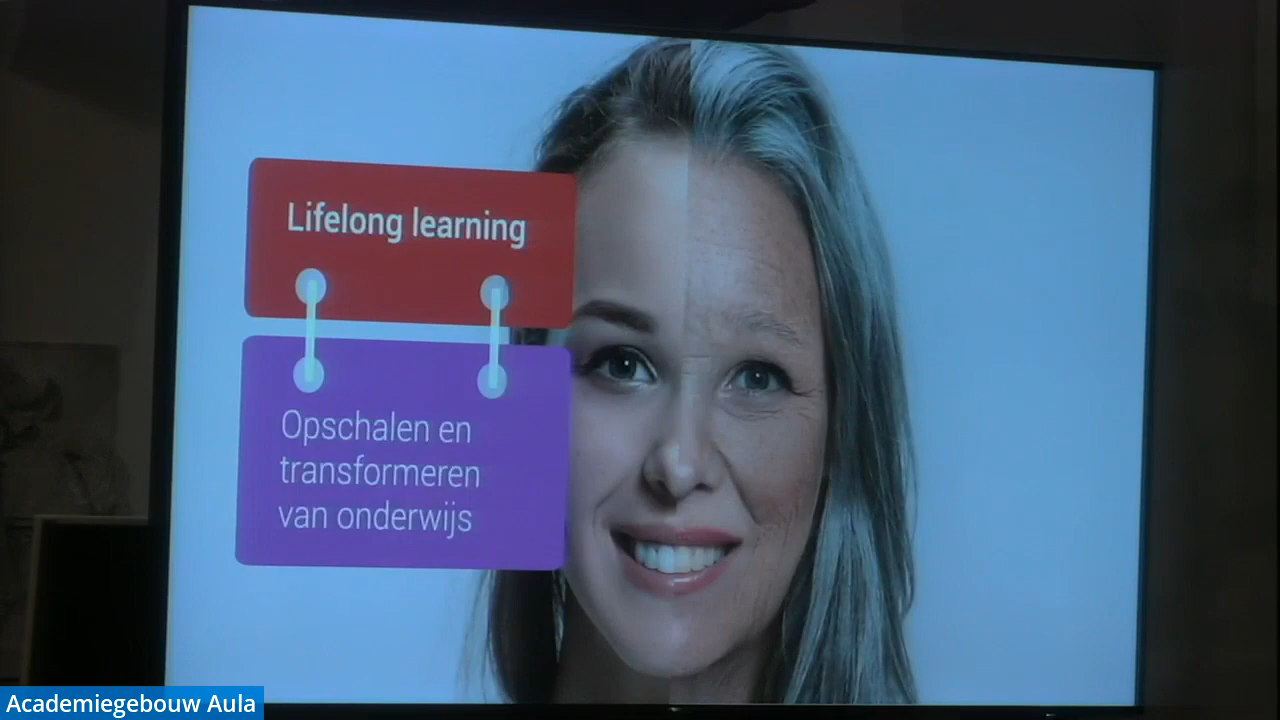 Lifelong learning
Opschalen en
transformeren
van onderwijs
Academiegebouw Aula